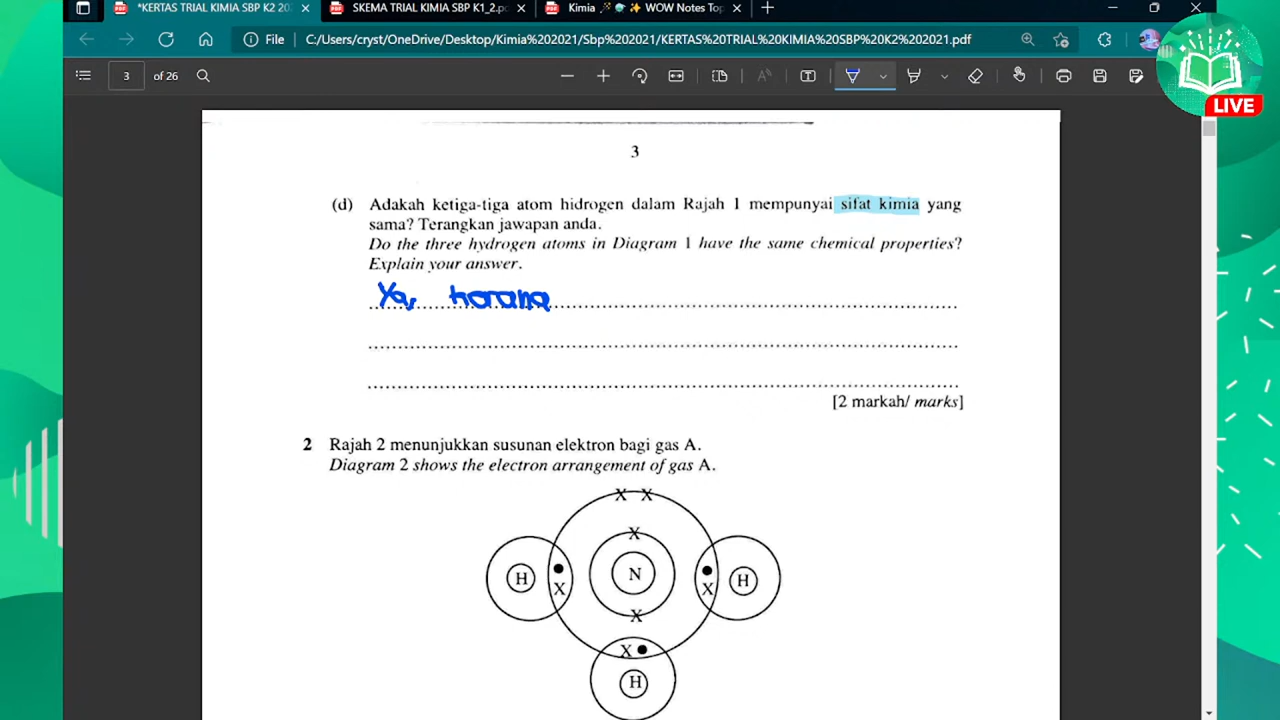 *KERTAS TRIAL KIMIA SBP K2 202
SKEMA TRIAL KIMIA SBP K1_2.p
Kimia 🪄 🎓 ✨ WOW Notes Top
File
C:/Users/cryst/OneDrive/Desktop/Kimia%202021/Sbp%202021/KERTAS%20TRIAL%20KIMIA%20SBP%20K2%202021.pdf
LIVE
3 of 26
3
(d) Adakah ketiga-tiga atom hidrogen dalam Rajah 1 mempunyai sifat kimia yang
sama? Terangkan jawapan anda.
Do the three hydrogen atoms in Diagram 1 have the same chemical properties?
Explain your answer.
Ya, karana
[2 markah/ marks]
2 Rajah 2 menunjukkan susunan elektron bagi gas A.
Diagram 2 shows the electron arrangement of gas A.
X X
X
H X N X H
X
X
H